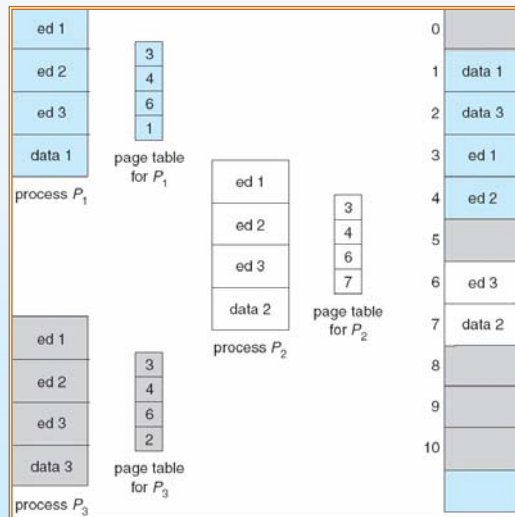 ed 1
ed 2
ed 3
data 1
process P1
3
4
6
1
page table
for P1
ed 1
ed 2
ed 3
data 2
process P2
3
4
6
7
page table
for P2
ed 1
ed 2
ed 3
data 3
process P3
3
4
6
2
page table
for P3
0
1 data 1
2 data 3
3 ed 1
4 ed 2
5
6 ed 3
7 data 2
8
9
10